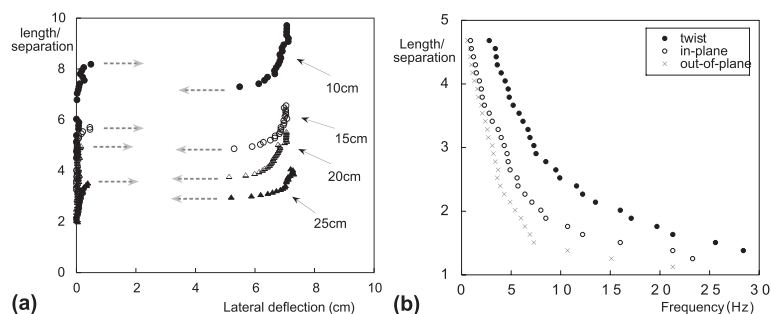 10
length/
separation
8
6
4
2
0
10cm
15cm
20cm
25cm
0 2 4 6 8 10
(a)
Lateral deflection (cm)
5
Length/
separation
4
3
2
1
twist
in-plane
out-of-plane
0 5 10 15 20 25 30
(b)
Frequency(Hz)